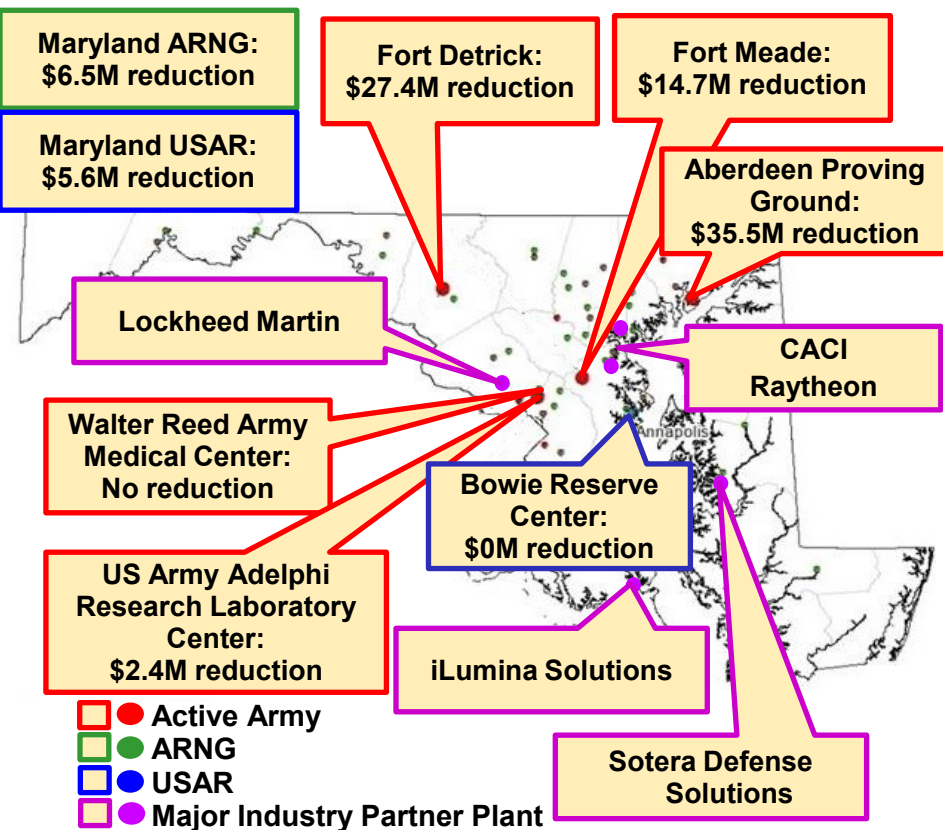 Maryland ARNG:
$6.5M reduction
Fort Detrick:
$27.4M reduction
Fort Meade:
$14.7M reduction
Maryland USAR:
$5.6M reduction
Aberdeen Proving
Ground:
$35.5M reduction
Lockheed Martin
CACI
Raytheon
Walter Reed Army
Medical Center:
No reduction
Annapolis
Bowie Reserve
Center:
$0M reduction
US Army Adelphi
Research Laboratory
Center:
$2.4M reduction
iLumina Solutions
Sotera Defense
Solutions
Active Army
ARNG
USAR
Major Industry Partner Plant